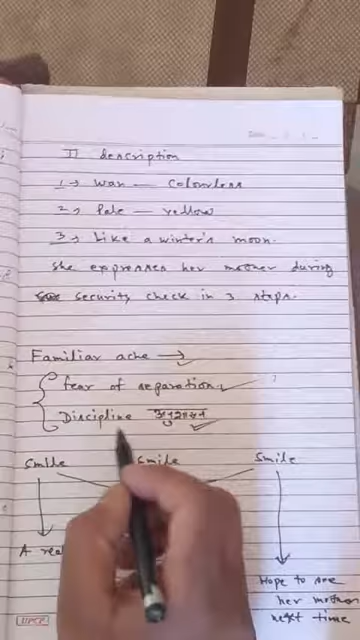 II description
1 → wan — colourless
2 → Pale — yellow
3 → Like a winter's moon.
She expresses her mother during
security check in 3 steps.
Familiar ache →
fear of separation
Discipline अनुशासन
Smile Smile Smile
A rea
Hope to see
her mother
next time